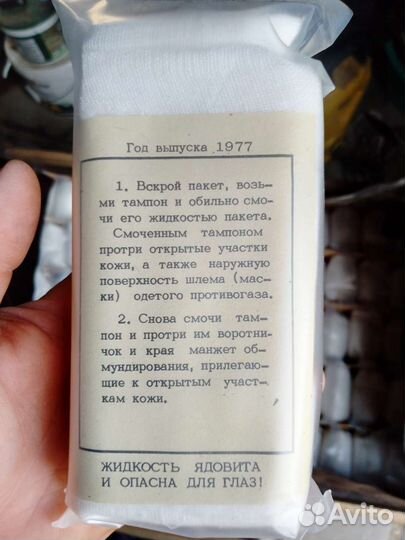 Год выпуска 1977
1. Вскрой пакет, возь-
ми тампон и обильно смо-
чи его жидкостью пакета.
Смоченным тампоном
протри открытые участки
кожи, а также наружную
поверхность шлема (мас-
ки) одетого противогаза.
2. Снова смочи там-
пон и протри им воротни-
чок и края манжет об-
мундирования, прилегаю-
щие к открытым участ-
кам кожи.
ЖИДКОСТЬ ЯДОВИТА
И ОПАСНА ДЛЯ ГЛАЗ!
Avito